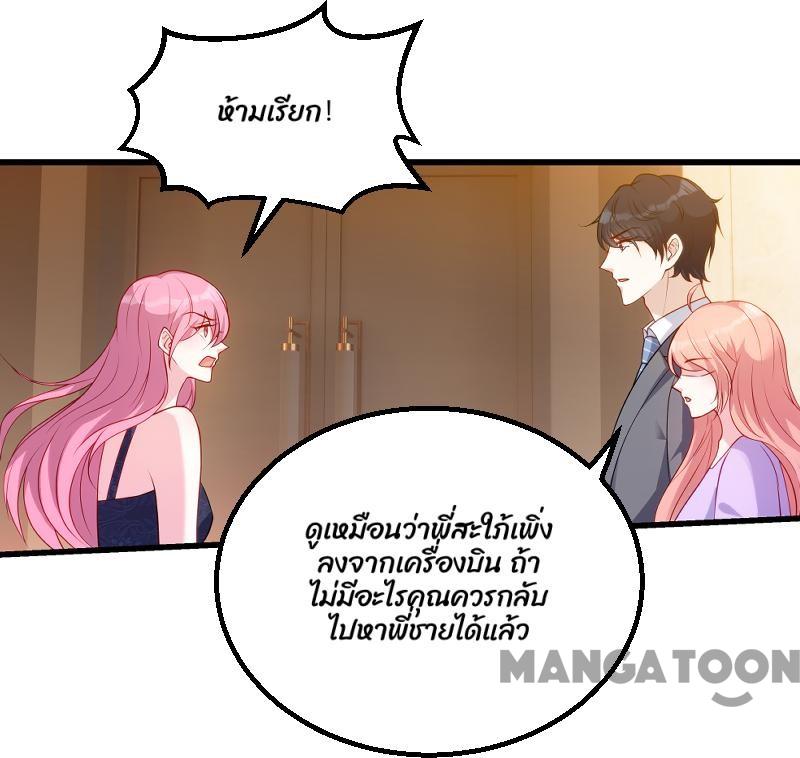 ห้ามเรียก!
ดูเหมือนว่าพี่สะใภ้เพิ่ง
ลงจากเครื่องบิน ถ้า
ไม่มีอะไรคุณควรกลับ
ไปหาพี่ชายได้แล้ว
MANGATOON